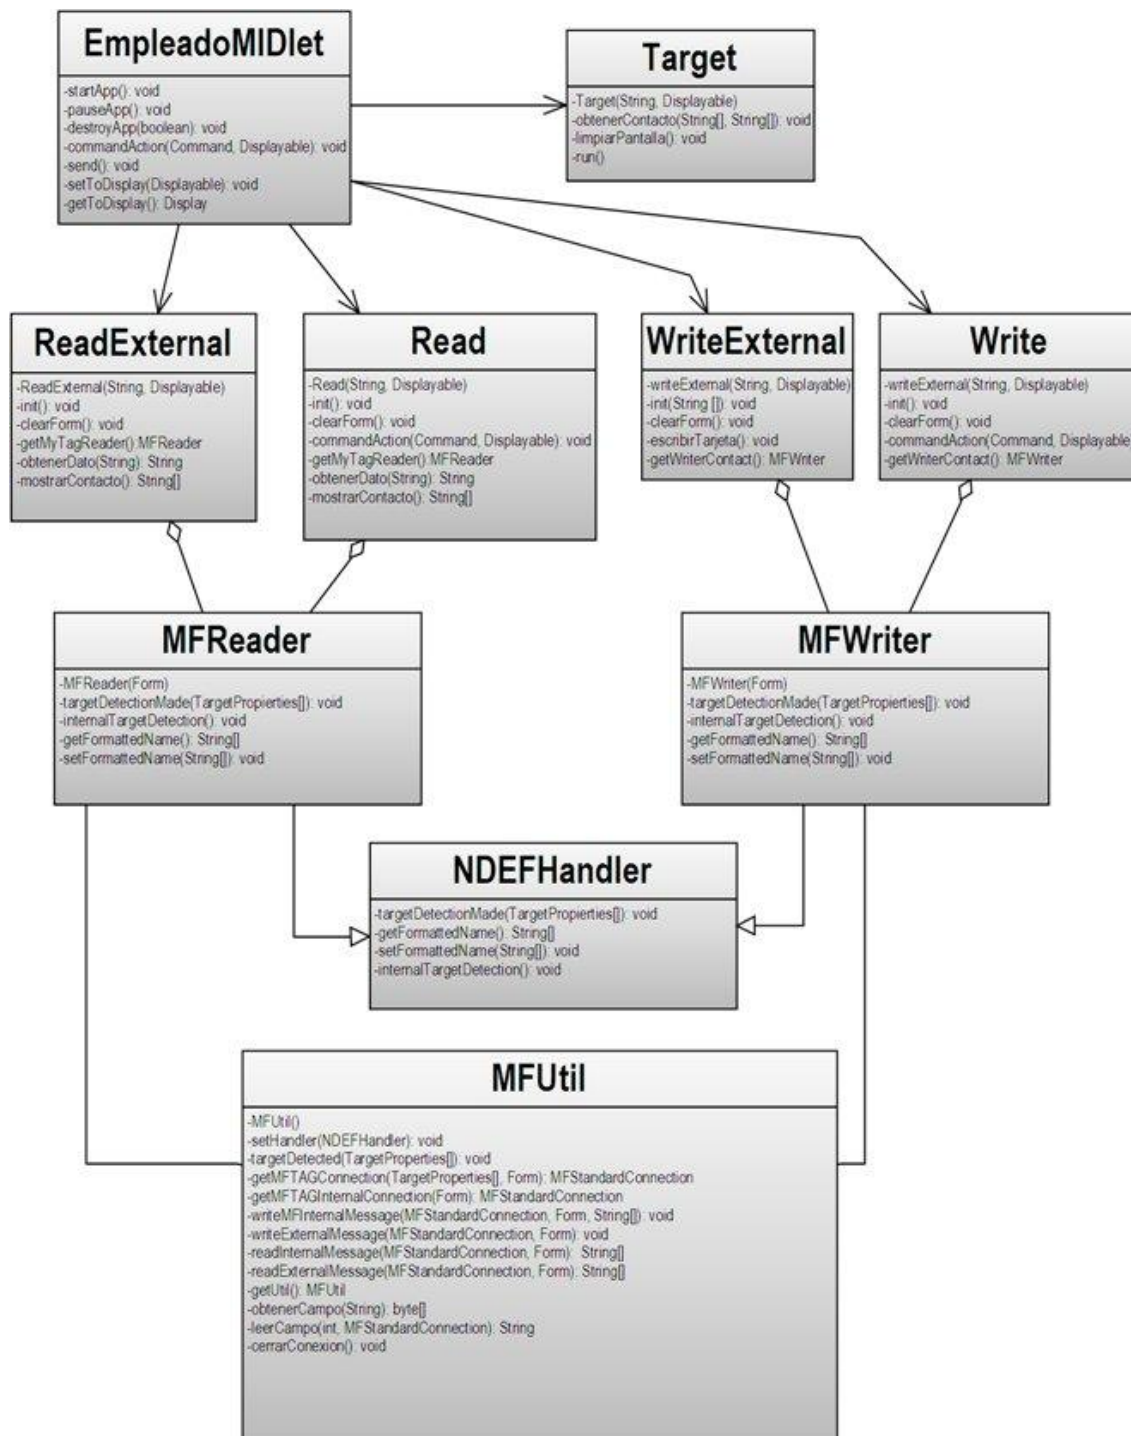 EmpleadoMIDlet
-startApp(): void
-pauseApp(): void
-destroyApp(boolean): void
-commandAction(Command, Displayable): void
-send(): void
-setToDisplay(Displayable): void
-getToDisplay(): Display
Target
-Target(String, Displayable)
-obtenerContacto(String[], String[]): void
-limpiarPantalla(): void
-run()
ReadExternal
-ReadExternal(String, Displayable)
-init(): void
-clearForm(): void
-getMyTagReader():MFReader
-obtenerDato(String): String
-mostrarContacto(): String[]
Read
-Read(String, Displayable)
-init(): void
-clearForm(): void
-commandAction(Command, Displayable): void
-getMyTagReader():MFReader
-obtenerDato(String): String
-mostrarContacto(): String[]
WriteExternal
-writeExternal(String, Displayable)
-init(String []): void
-clearForm(): void
-escribirTarjeta(): void
-getWriterContact(): MFWriter
Write
-writeExternal(String, Displayable)
-init(): void
-clearForm(): void
-commandAction(Command, Displayable
-getWriterContact(): MFWriter
MFReader
-MFReader(Form)
-targetDetectionMade(TargetPropierties[]): void
-internalTargetDetection(): void
-getFormattedName(): String[]
-setFormattedName(String[]): void
MFWriter
-MFWriter(Form)
-targetDetectionMade(TargetPropierties[]): void
-internalTargetDetection(): void
-getFormattedName(): String[]
-setFormattedName(String[]): void
NDEFHandler
-targetDetectionMade(TargetPropierties[]): void
-getFormattedName(): String[]
-setFormattedName(String[]): void
-internalTargetDetection(): void
MFUtil
-MFUtil()
-setHandler(NDEFHandler): void
-targetDetected(TargetProperties[]): void
-getMFTAGConnection(TargetProperties[], Form): MFStandardConnection
-getMFTAGInternalConnection(Form): MFStandardConnection
-writeMFInternalMessage(MFStandardConnection, Form, String[]): void
-writeExternalMessage(MFStandardConnection, Form): void
-readInternalMessage(MFStandardConnection, Form): String[]
-readExternalMessage(MFStandardConnection, Form): String[]
-getUtil(): MFUtil
-obtenerCampo(String): byte[]
-leerCampo(int, MFStandardConnection): String
-cerrarConexion(): void